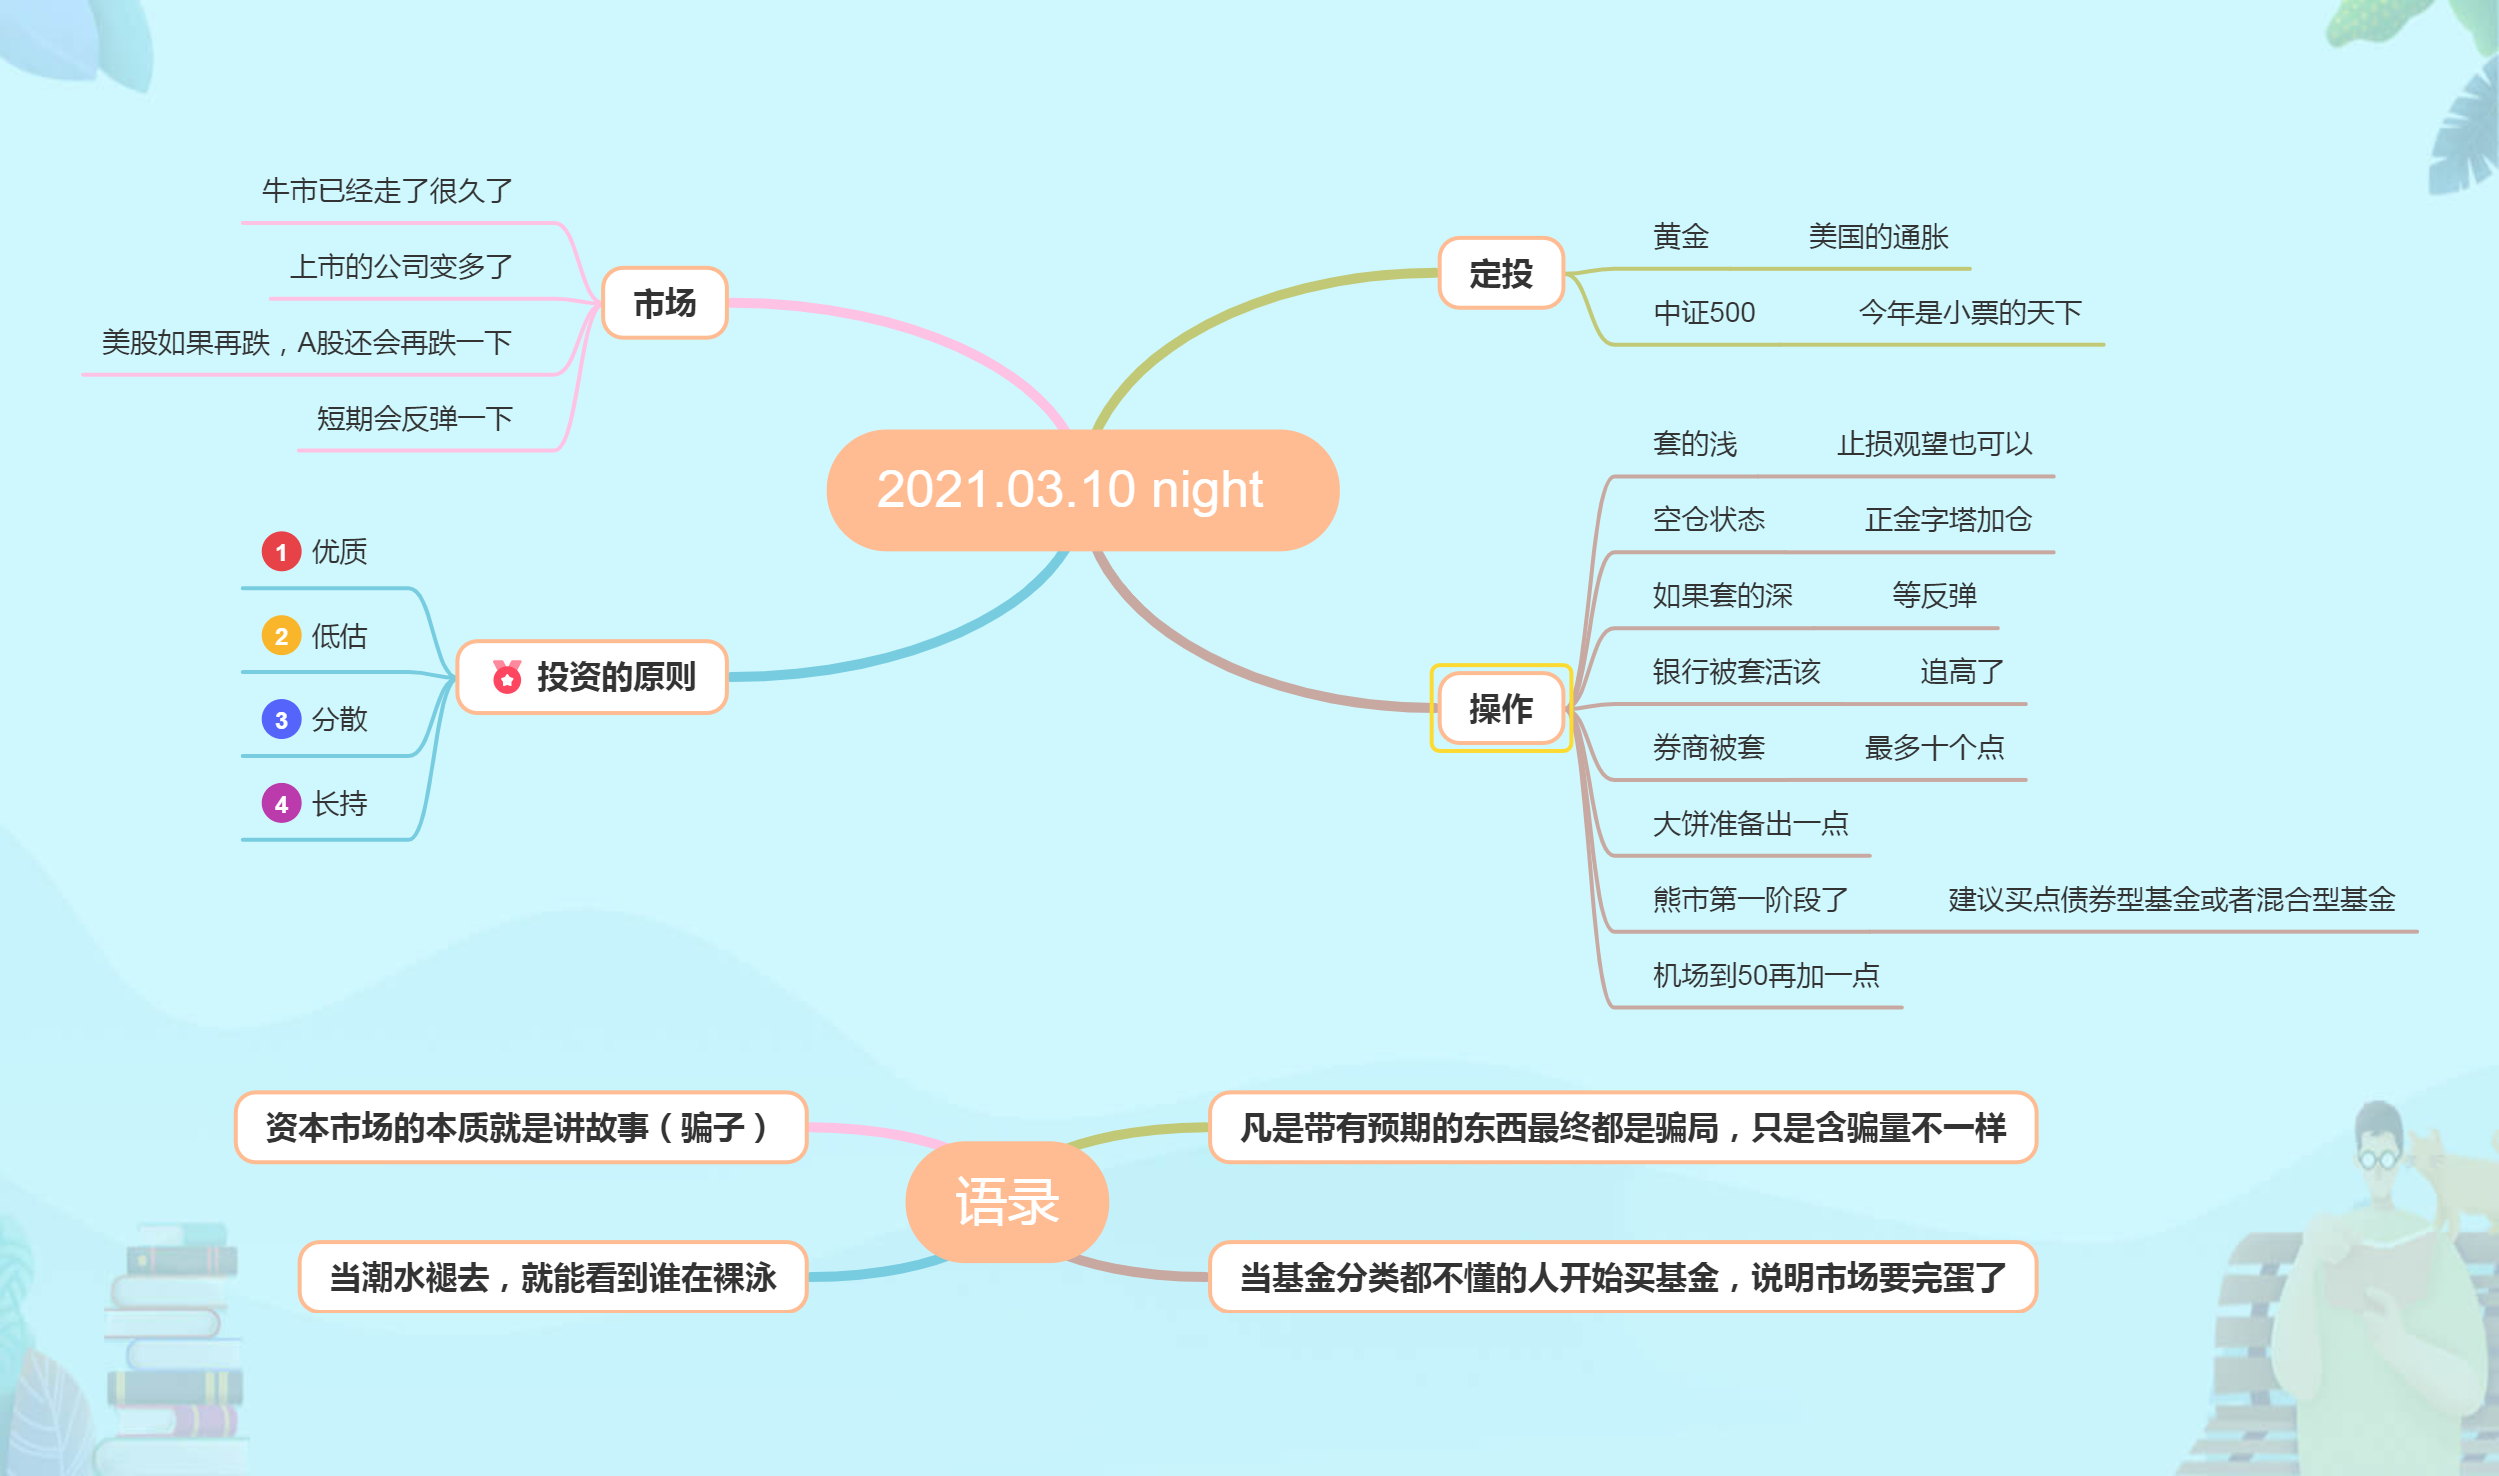 2021.03.10 night
市场
牛市已经走了很久了
上市的公司变多了
美股如果再跌，A股还会再跌一下
短期会反弹一下
投资的原则
1 优质
2 低估
3 分散
4 长持
定投
黄金 美国的通胀
中证500 今年是小票的天下
操作
套的浅 止损观望也可以
空仓状态 正金字塔加仓
如果套的深 等反弹
银行被套活该 追高了
券商被套 最多十个点
大饼准备出一点
熊市第一阶段了 建议买点债券型基金或者混合型基金
机场到50再加一点
语录
资本市场的本质就是讲故事（骗子）
当潮水褪去，就能看到谁在裸泳
凡是带有预期的东西最终都是骗局，只是含骗量不一样
当基金分类都不懂的人开始买基金，说明市场要完蛋了